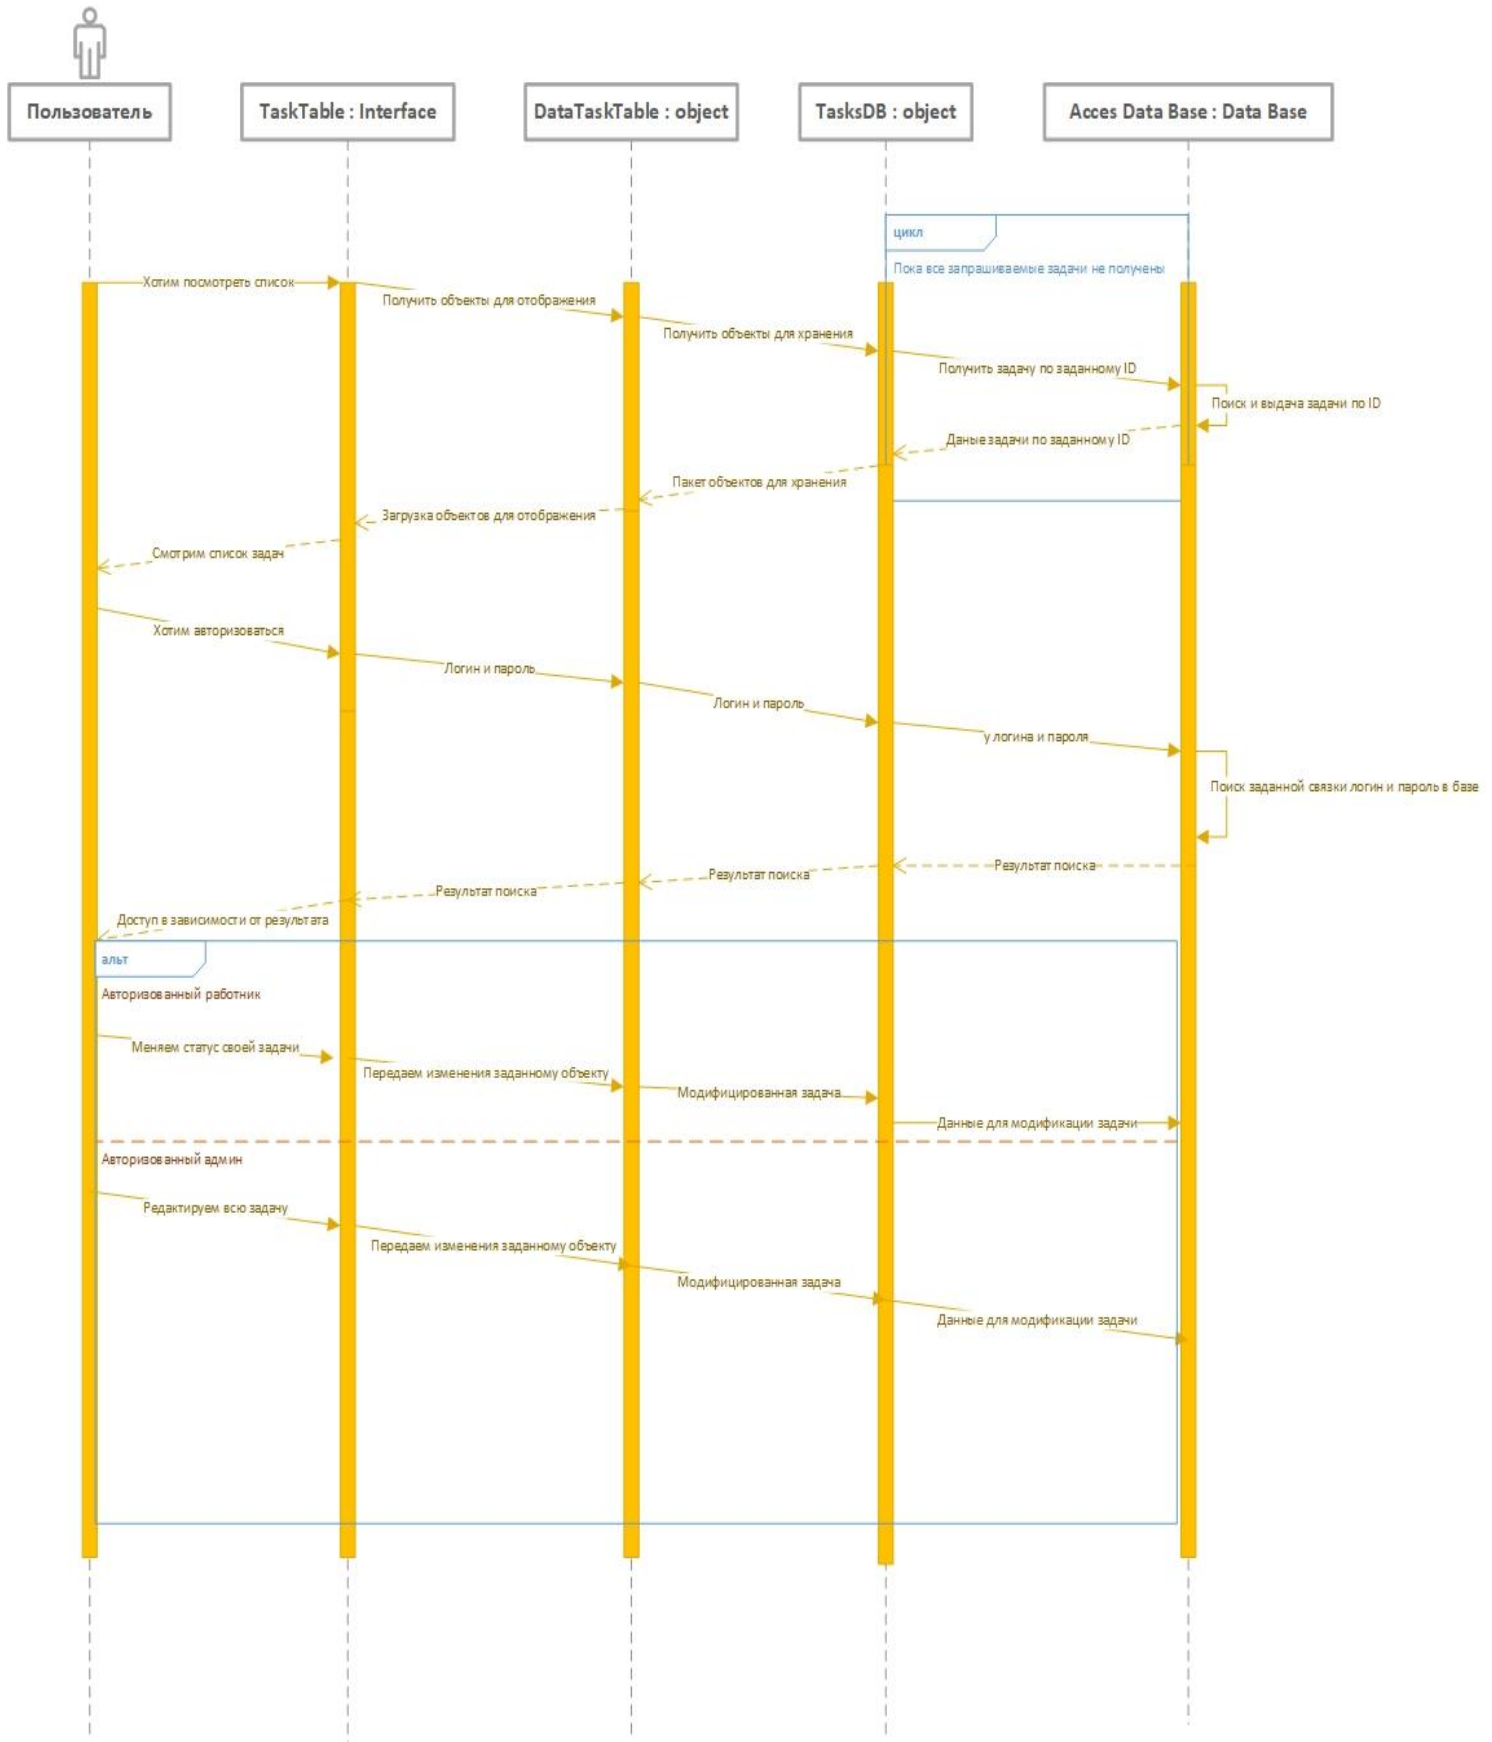 Пользователь
TaskTable : Interface
DataTaskTable : object
TasksDB : object
Acces Data Base : Data Base
цикл
Пока все запрашиваемые задачи не получены
Хотим посмотреть список
Получить объекты для отображения
Получить объекты для хранения
Получить задачу по заданному ID
Поиск и выдача задачи по ID
Даные задачи по заданному ID
Пакет объектов для хранения
Загрузка объектов для отображения
Смотрим список задач
Хотим авторизоваться
Логин и пароль
Логин и пароль
у логина и пароля
Поиск заданной связки логин и пароль в базе
Результат поиска
Результат поиска
Результат поиска
Доступ в зависимости от результата
альт
Авторизованный работник
Меняем статус своей задачи
Передаем изменения заданному объекту
Модифицированная задача
Данные для модификации задачи
Авторизованный админ
Редактируем всю задачу
Передаем изменения заданному объекту
Модифицированная задача
Данные для модификации задачи